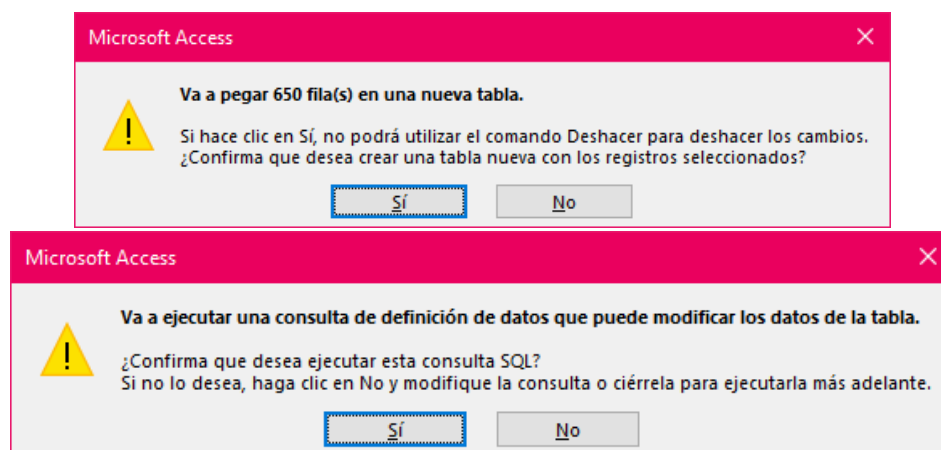 Microsoft Access
Va a pegar 650 fila(s) en una nueva tabla.
Si hace clic en Sí, no podrá utilizar el comando Deshacer para deshacer los cambios.
¿Confirma que desea crear una tabla nueva con los registros seleccionados?
Sí No
Microsoft Access
Va a ejecutar una consulta de definición de datos que puede modificar los datos de la tabla.
¿Confirma que desea ejecutar esta consulta SQL?
Si no lo desea, haga clic en No y modifique la consulta o ciérrela para ejecutarla más adelante.
Sí No